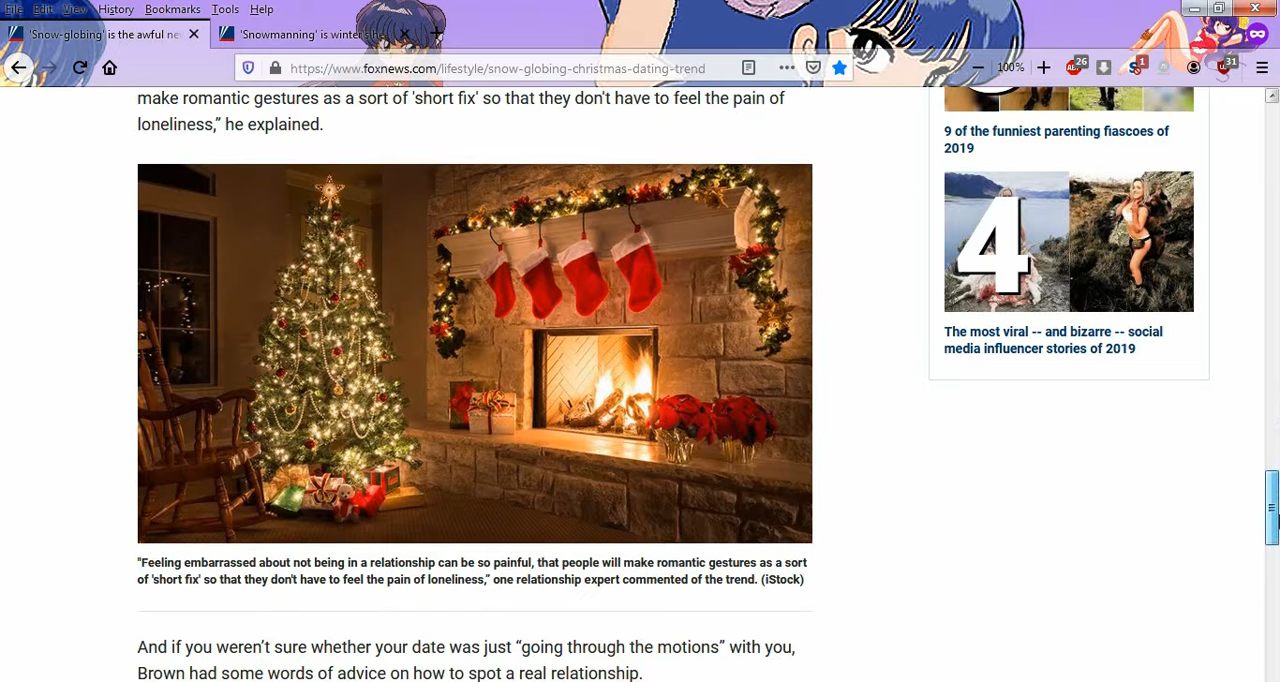 File Edit View History Bookmarks Tools Help
'Snow-globing' is the awful ne
'Snowmanning' is winter's
https://www.foxnews.com/lifestyle/snow-globing-christmas-dating-trend
100%
26
1
31
make romantic gestures as a sort of 'short fix' so that they don't have to feel the pain of
loneliness,” he explained.
"Feeling embarrassed about not being in a relationship can be so painful, that people will make romantic gestures as a sort
of 'short fix' so that they don't have to feel the pain of loneliness,” one relationship expert commented of the trend. (iStock)
And if you weren’t sure whether your date was just “going through the motions” with you,
Brown had some words of advice on how to spot a real relationship.
9 of the funniest parenting fiascoes of
2019
4
The most viral -- and bizarre -- social
media influencer stories of 2019